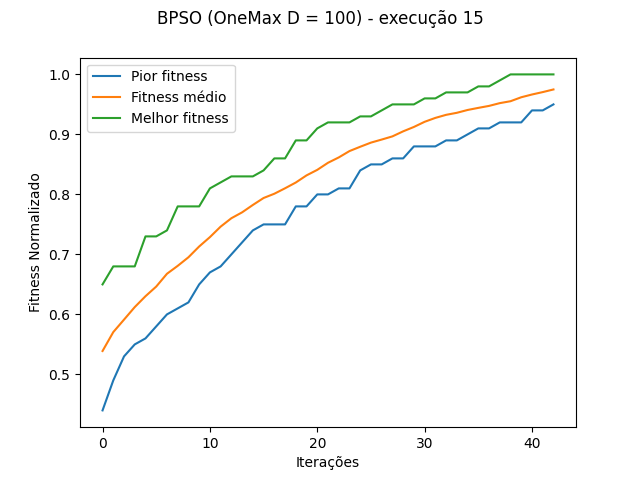 BPSO (OneMax D = 100) - execução 15
Pior fitness
Fitness médio
Melhor fitness
1.0
0.9
0.8
0.7
0.6
0.5
Fitness Normalizado
0 10 20 30 40
Iterações